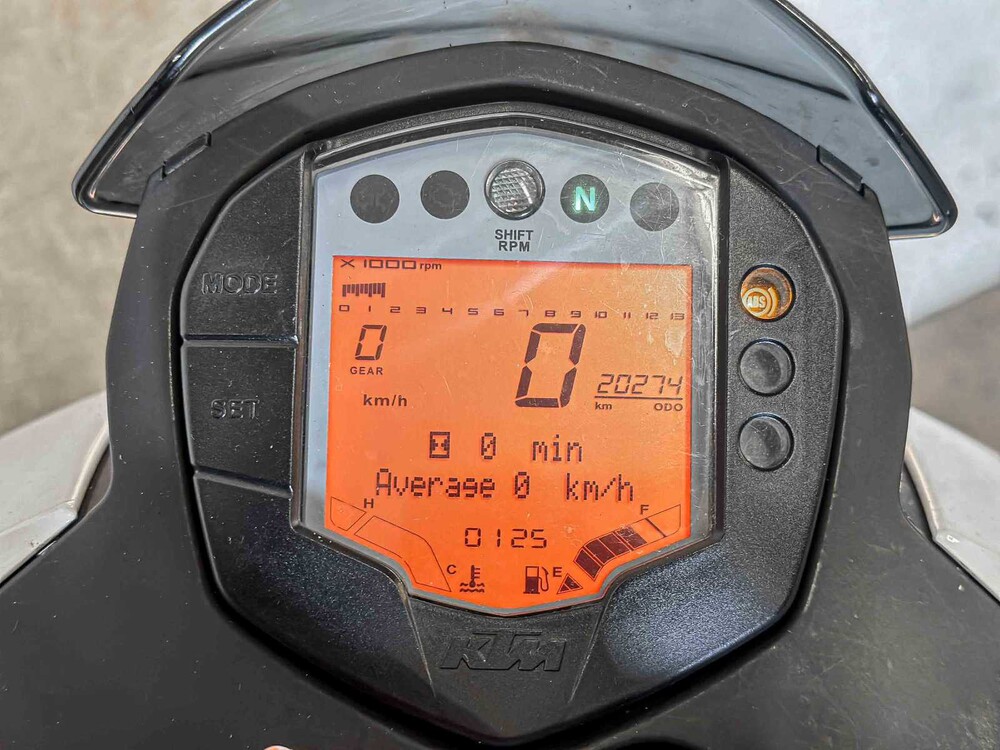 N
SHIFT
RPM
MODE
X 1000 rpm
ABS
0 1 2 3 4 5 6 7 8 9 10 11 12 13
0
GEAR
0
20274
km ODO
km/h
SET
0 min
Average 0 km/h
H
F
0125
C
E
KTM